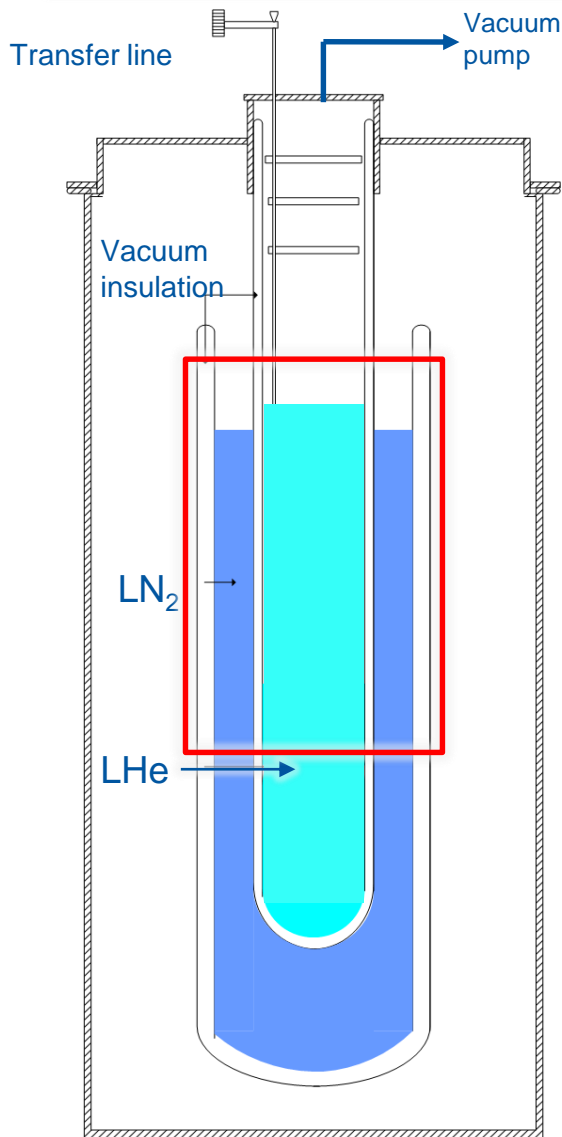 Vacuum
pump
Transfer line
Vacuum
insulation
LN₂
LHe